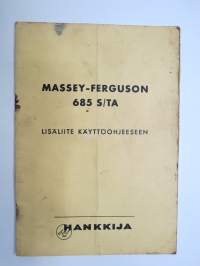 MASSEY-FERGUSON
685 S/TA
LISÄLIITE KÄYTTÖOHJEESEEN
HANKKIJA